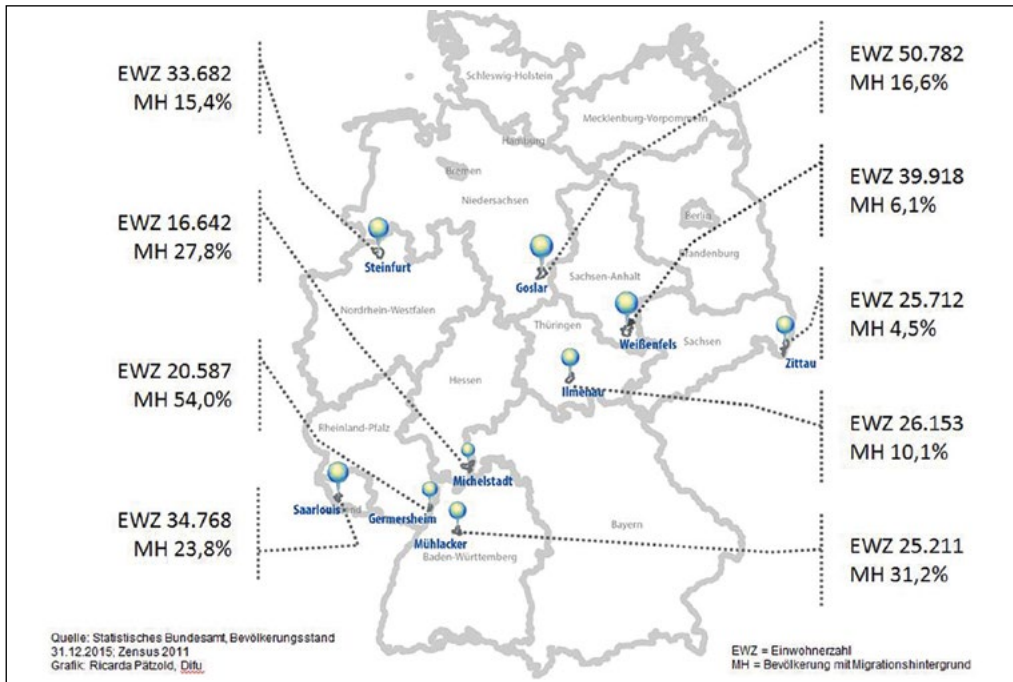 EWZ 33.682
MH 15,4%
EWZ 16.642
MH 27,8%
EWZ 20.587
MH 54,0%
EWZ 34.768
MH 23,8%
Schleswig-Holstein
Mecklenburg-Vorpommern
Hamburg
Bremen
Niedersachsen
Berlin
Brandenburg
Steinfurt
Goslar
Sachsen-Anhalt
Nordrhein-Westfalen
Thüringen
Weißenfels
Sachsen
Zittau
Hessen
Ilmenau
Rheinland-Pfalz
Michelstadt
Saarlouis
Germersheim
Mühlacker
Baden-Württemberg
Bayern
EWZ 50.782
MH 16,6%
EWZ 39.918
MH 6,1%
EWZ 25.712
MH 4,5%
EWZ 26.153
MH 10,1%
EWZ 25.211
MH 31,2%
Quelle: Statistisches Bundesamt, Bevölkerungsstand
31.12.2015; Zensus 2011
Grafik: Ricarda Pätzold, Difu
EWZ = Einwohnerzahl
MH = Bevölkerung mit Migrationshintergrund